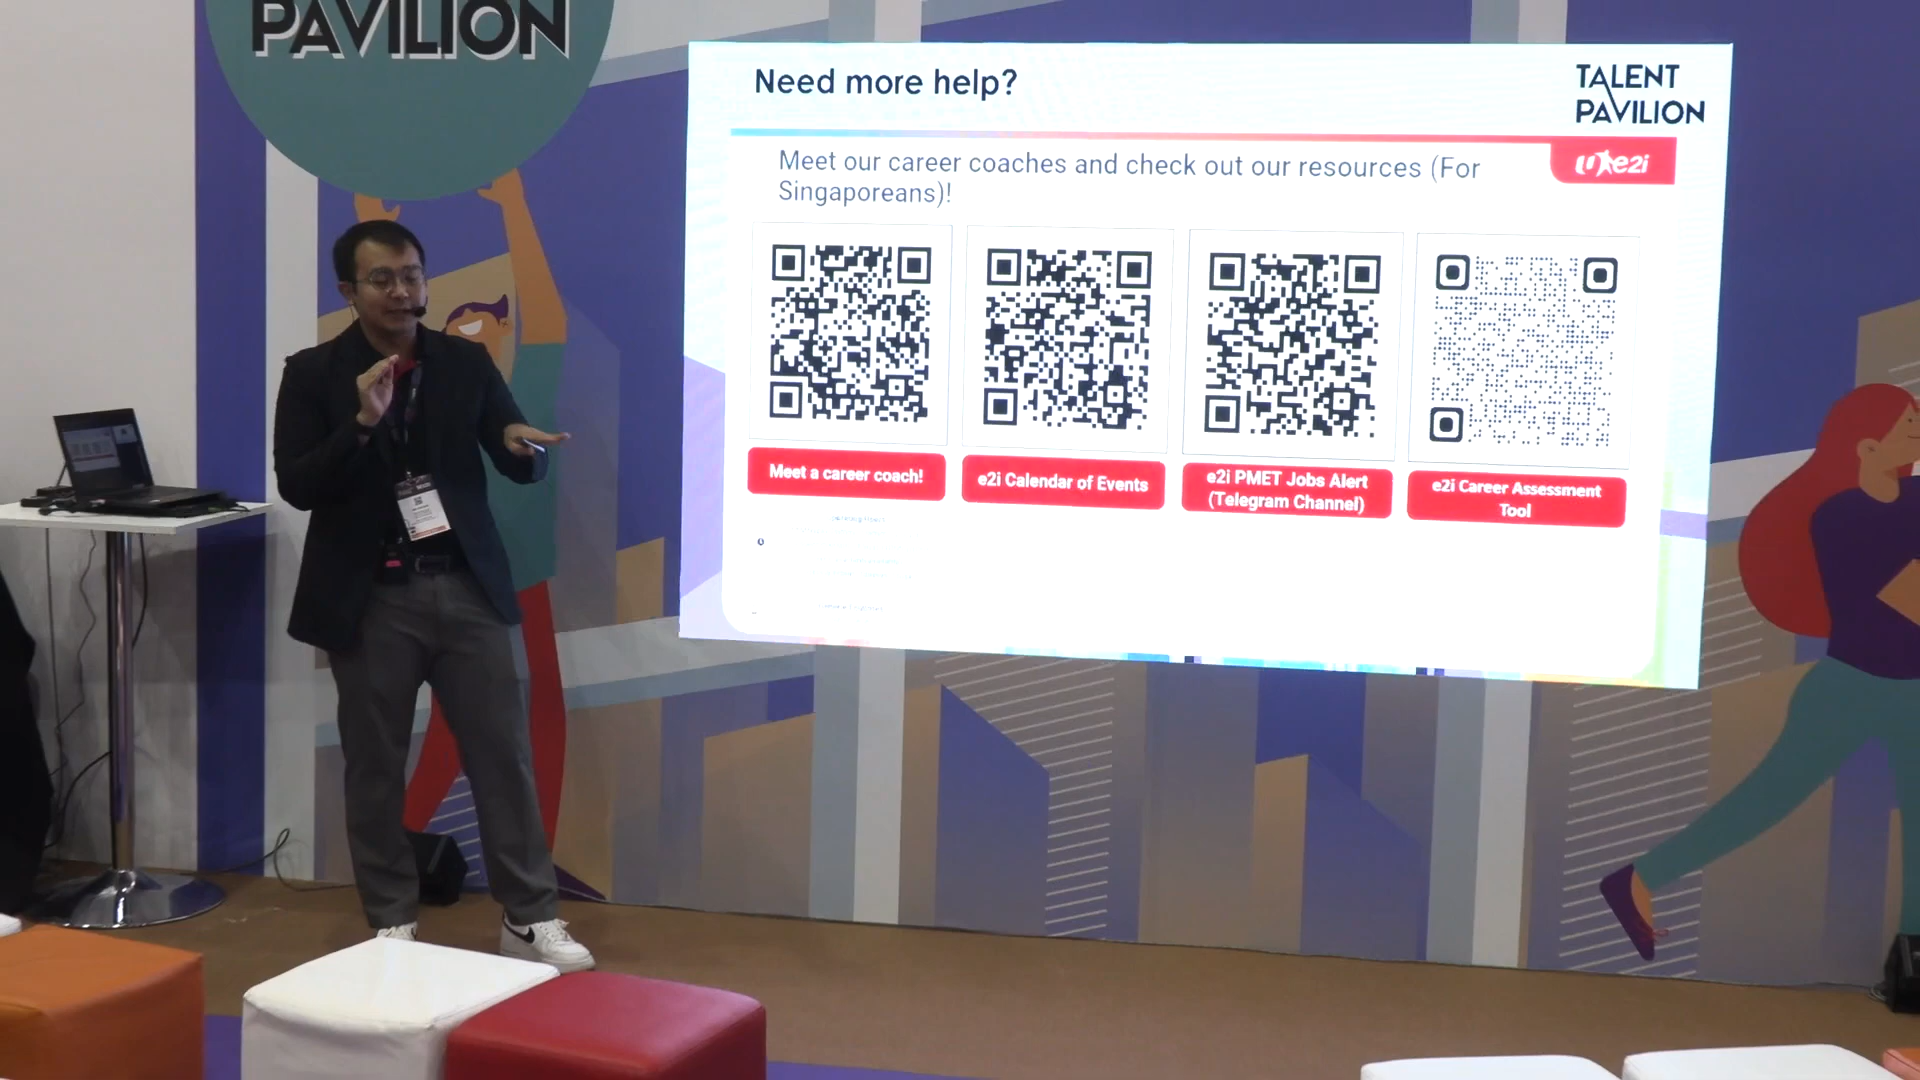 PAVILION
Need more help?
TALENT
PAVILION
Meet our career coaches and check out our resources (For
Singaporeans)!
e2i
Meet a career coach!
e2i Calendar of Events
e2i PMET Jobs Alert
(Telegram Channel)
e2i Career Assessment
Tool